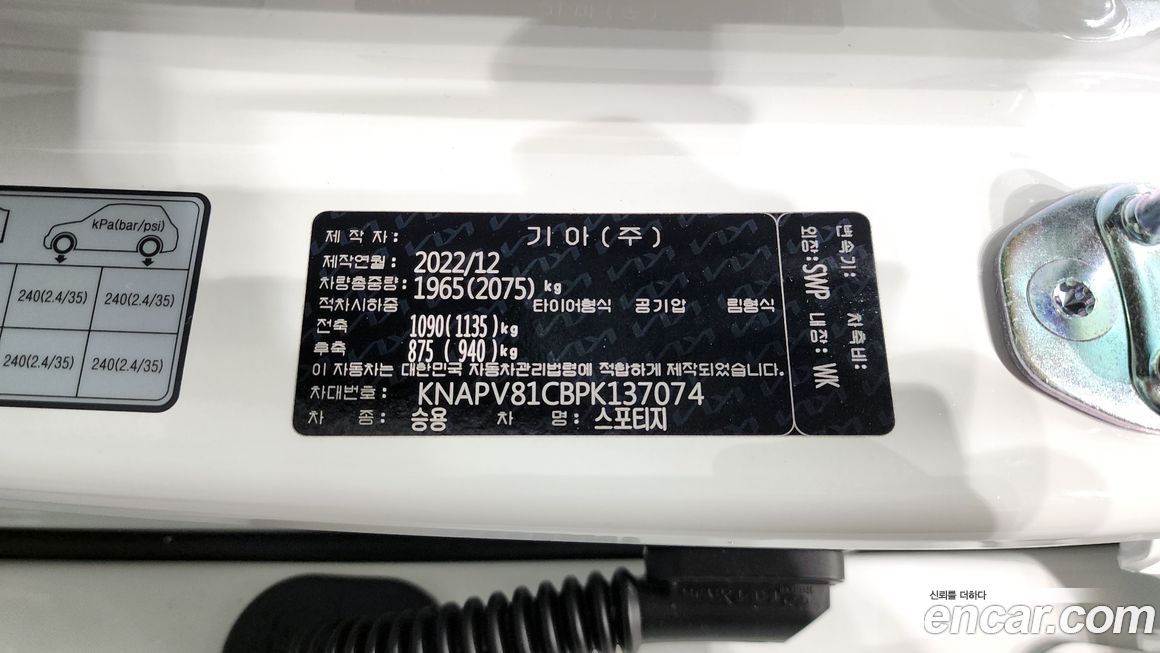 kPa(bar/psi)
240(2.4/35) 240(2.4/35)
240(2.4/35) 240(2.4/35)
제 작 자 : 기 아 ( 주 )
제작연월 : 2022/12
차량총중량: 1965(2075) kg
적차시하중 타이어형식 공기압 림형식
전축 1090(1135)kg
후축 875 ( 940)kg
이 자동차는 대한민국 자동차관리법령에 적합하게 제작되었습니다.
차대번호: KNAPV81CBPK137074
차 종: 승용 차 명: 스포티지
변속기: 차축비:
외장:SWP 내장: WK
KIA
신뢰를 더하다
encar.com